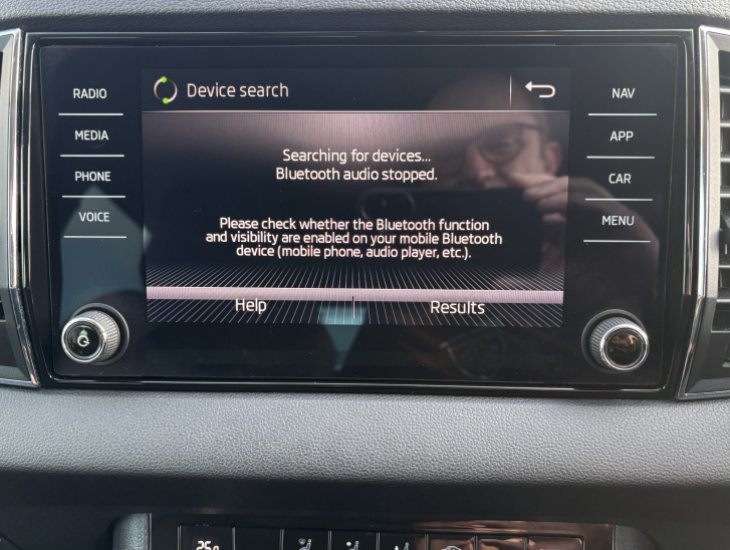 Device search
RADIO
MEDIA
PHONE
VOICE
Searching for devices...
Bluetooth audio stopped.
Please check whether the Bluetooth function
and visibility are enabled on your mobile Bluetooth
device (mobile phone, audio player, etc.).
Help
Results
NAV
APP
CAR
MENU